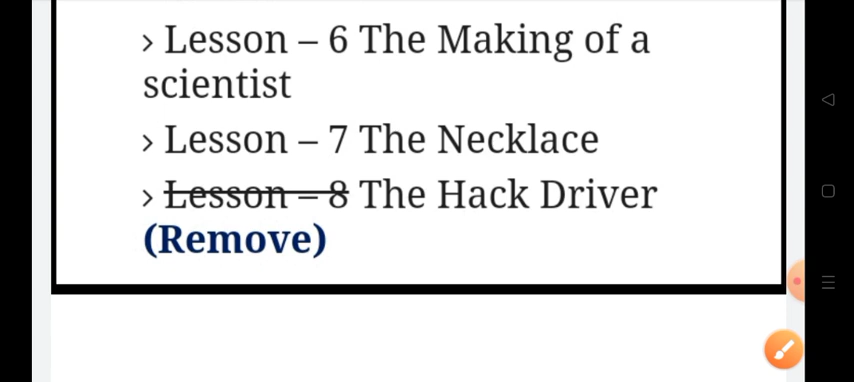 › Lesson – 6 The Making of a
scientist
› Lesson – 7 The Necklace
› Lesson – 8 The Hack Driver
(Remove)